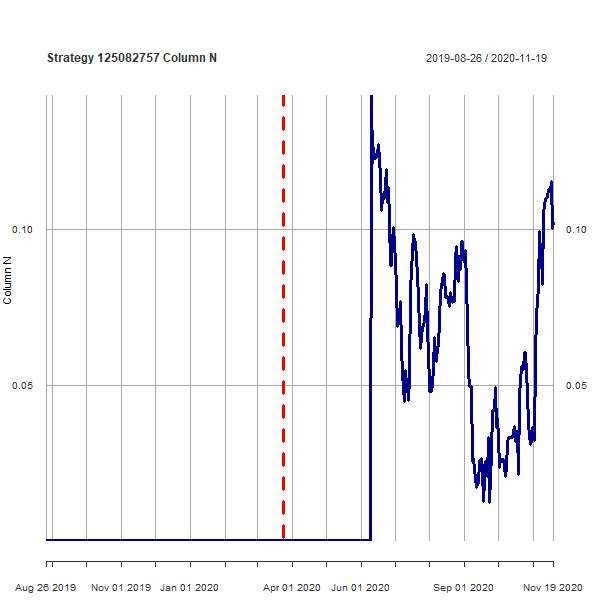 Strategy 125082757 Column N
2019-08-26 / 2020-11-19
Column N
0.10
0.10
0.05
0.05
Aug 26 2019
Nov 01 2019
Jan 01 2020
Apr 01 2020
Jun 01 2020
Sep 01 2020
Nov 19 2020